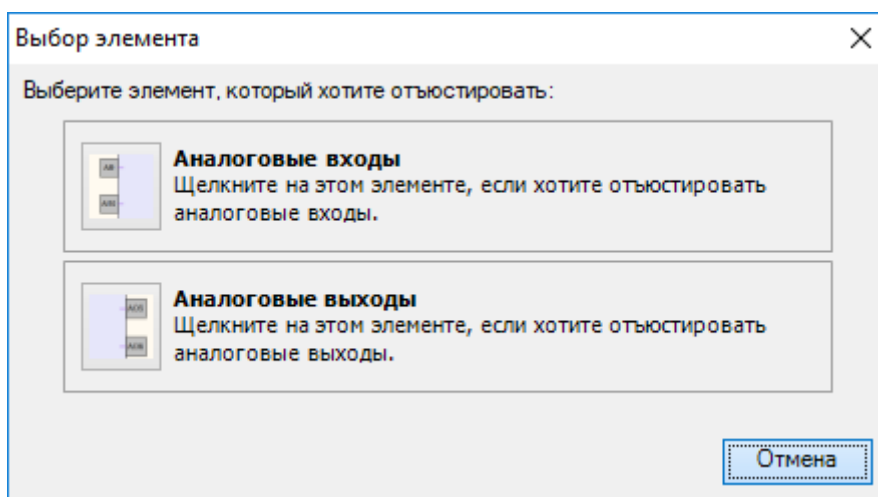 Выбор элемента
Выберите элемент, который хотите отъюстировать:
Аналоговые входы
Щелкните на этом элементе, если хотите отъюстировать
аналоговые входы.
Аналоговые выходы
Щелкните на этом элементе, если хотите отъюстировать
аналоговые выходы.
Отмена